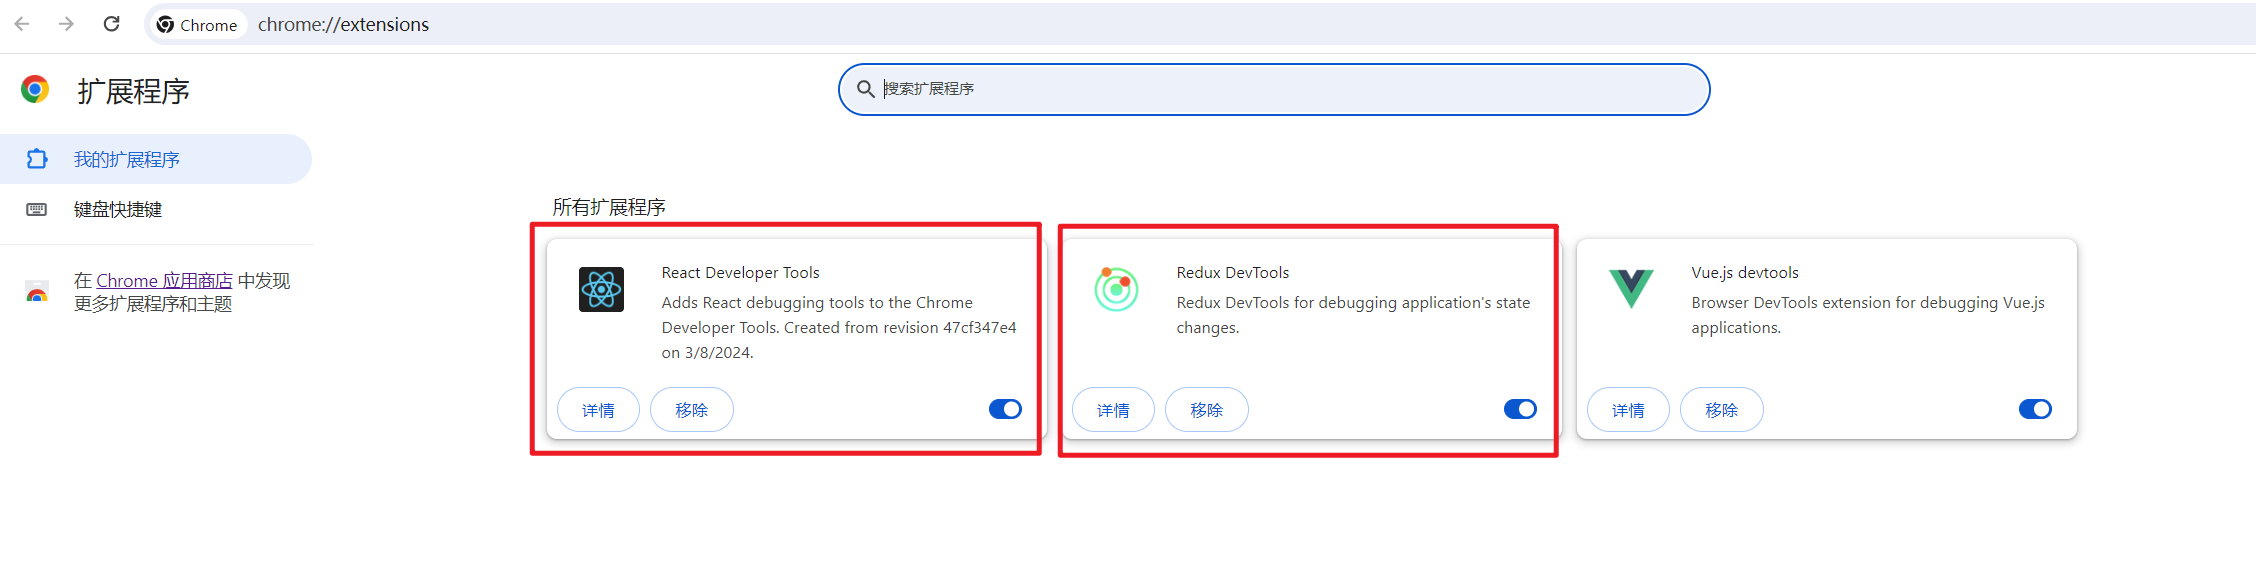 Chrome
chrome://extensions
扩展程序
搜索扩展程序
我的扩展程序
键盘快捷键
在 Chrome 应用商店 中发现
更多扩展程序和主题
所有扩展程序
React Developer Tools
Adds React debugging tools to the Chrome
Developer Tools. Created from revision 47cf347e4
on 3/8/2024.
详情
移除
Redux DevTools
Redux DevTools for debugging application's state
changes.
详情
移除
Vue.js devtools
Browser DevTools extension for debugging Vue.js
applications.
详情
移除